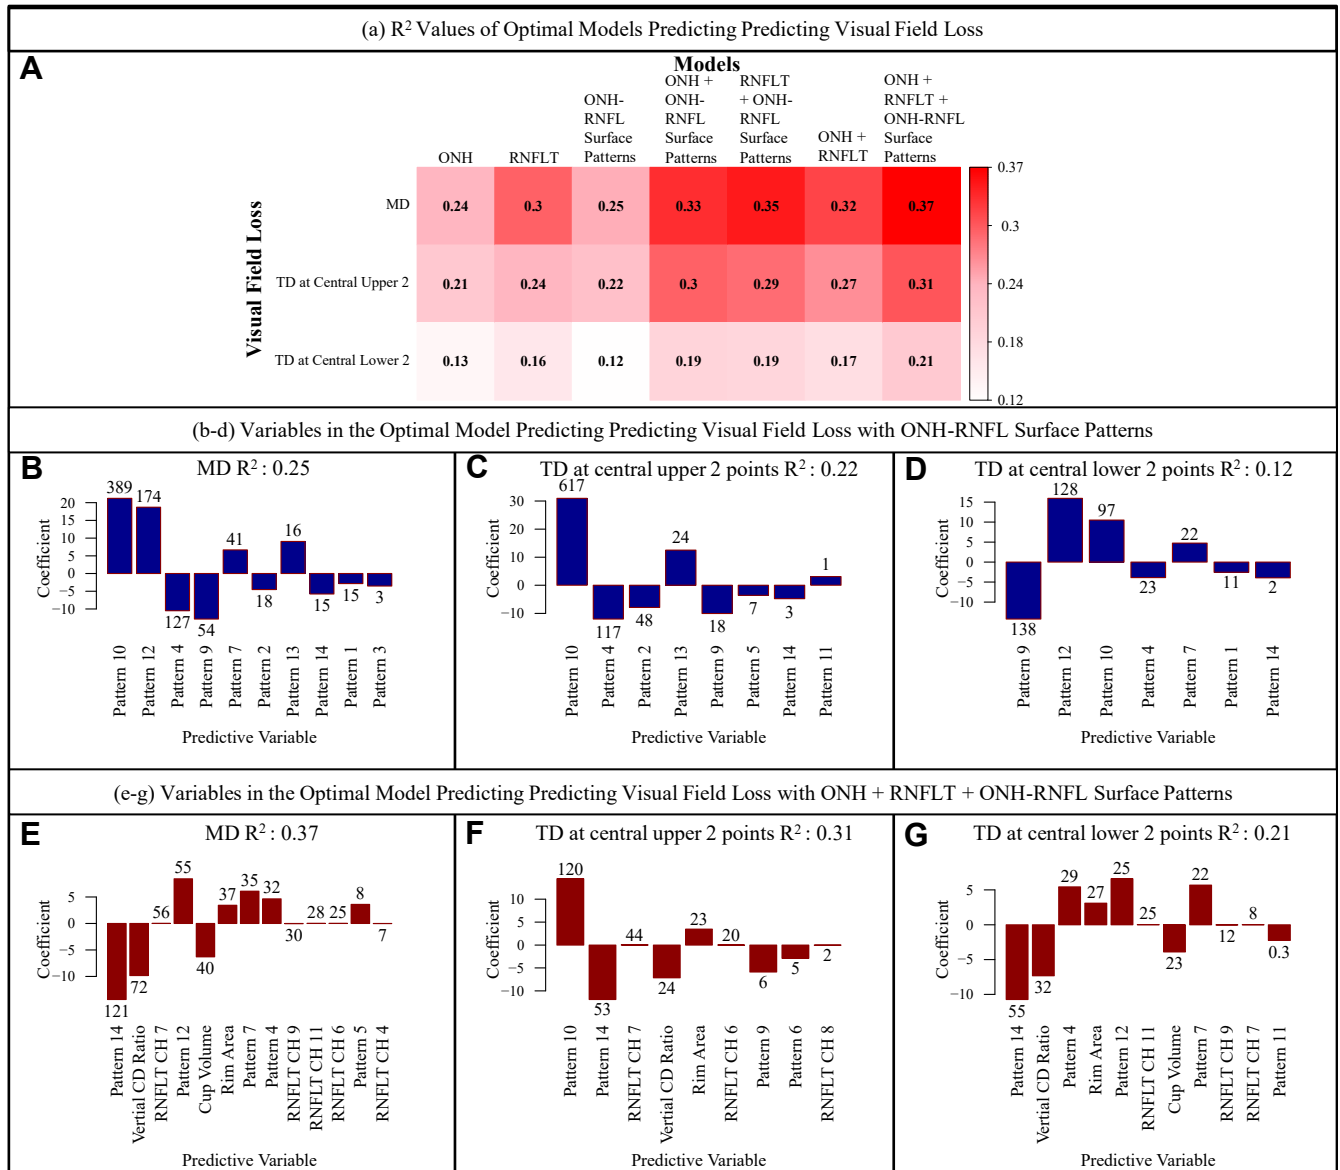 (a) R² Values of Optimal Models Predicting Predicting Visual Field Loss
A
Models
ONH
RNFLT
ONH-
RNFL
Surface
Patterns
ONH +
ONH-
RNFL
Surface
Patterns
RNFLT
+ ONH-
RNFL
Surface
Patterns
ONH +
RNFLT
ONH +
RNFLT +
ONH-RNFL
Surface
Patterns
Visual Field Loss
MD 0.24 0.3 0.25 0.33 0.35 0.32 0.37
TD at Central Upper 2 0.21 0.24 0.22 0.3 0.29 0.27 0.31
TD at Central Lower 2 0.13 0.16 0.12 0.19 0.19 0.17 0.21
0.37
0.3
0.24
0.18
0.12
(b-d) Variables in the Optimal Model Predicting Predicting Visual Field Loss with ONH-RNFL Surface Patterns
B
MD R² : 0.25
Coefficient
20
15
10
5
0
−5
−10
389 174 127 54 41 18 16 15 15 3
Pattern 10
Pattern 12
Pattern 4
Pattern 9
Pattern 7
Pattern 2
Pattern 13
Pattern 14
Pattern 1
Pattern 3
Predictive Variable
C
TD at central upper 2 points R² : 0.22
Coefficient
30
20
10
0
−10
617 117 48 24 18 7 3 1
Pattern 10
Pattern 4
Pattern 2
Pattern 13
Pattern 9
Pattern 5
Pattern 14
Pattern 11
Predictive Variable
D
TD at central lower 2 points R² : 0.12
Coefficient
15
10
5
0
−5
−10
138 128 97 23 22 11 2
Pattern 9
Pattern 12
Pattern 10
Pattern 4
Pattern 7
Pattern 1
Pattern 14
Predictive Variable
(e-g) Variables in the Optimal Model Predicting Predicting Visual Field Loss with ONH + RNFLT + ONH-RNFL Surface Patterns
E
MD R² : 0.37
Coefficient
5
0
−5
−10
121 72 56 55 40 37 35 32 30 28 25 8 7
Pattern 14
Vertial CD Ratio
RNFLT CH 7
Pattern 12
Cup Volume
Rim Area
Pattern 7
Pattern 4
RNFLT CH 9
RNFLT CH 11
RNFLT CH 6
Pattern 5
RNFLT CH 4
Predictive Variable
F
TD at central upper 2 points R² : 0.31
Coefficient
10
5
0
−5
−10
120 53 44 24 23 20 6 5 2
Pattern 10
Pattern 14
RNFLT CH 7
Vertial CD Ratio
Rim Area
RNFLT CH 6
Pattern 9
Pattern 6
RNFLT CH 8
Predictive Variable
G
TD at central lower 2 points R² : 0.21
Coefficient
5
0
−5
−10
55 32 29 27 25 25 23 22 12 8 0.3
Pattern 14
Vertial CD Ratio
Pattern 4
Rim Area
Pattern 12
RNFLT CH 11
Cup Volume
Pattern 7
RNFLT CH 9
RNFLT CH 7
Pattern 11
Predictive Variable